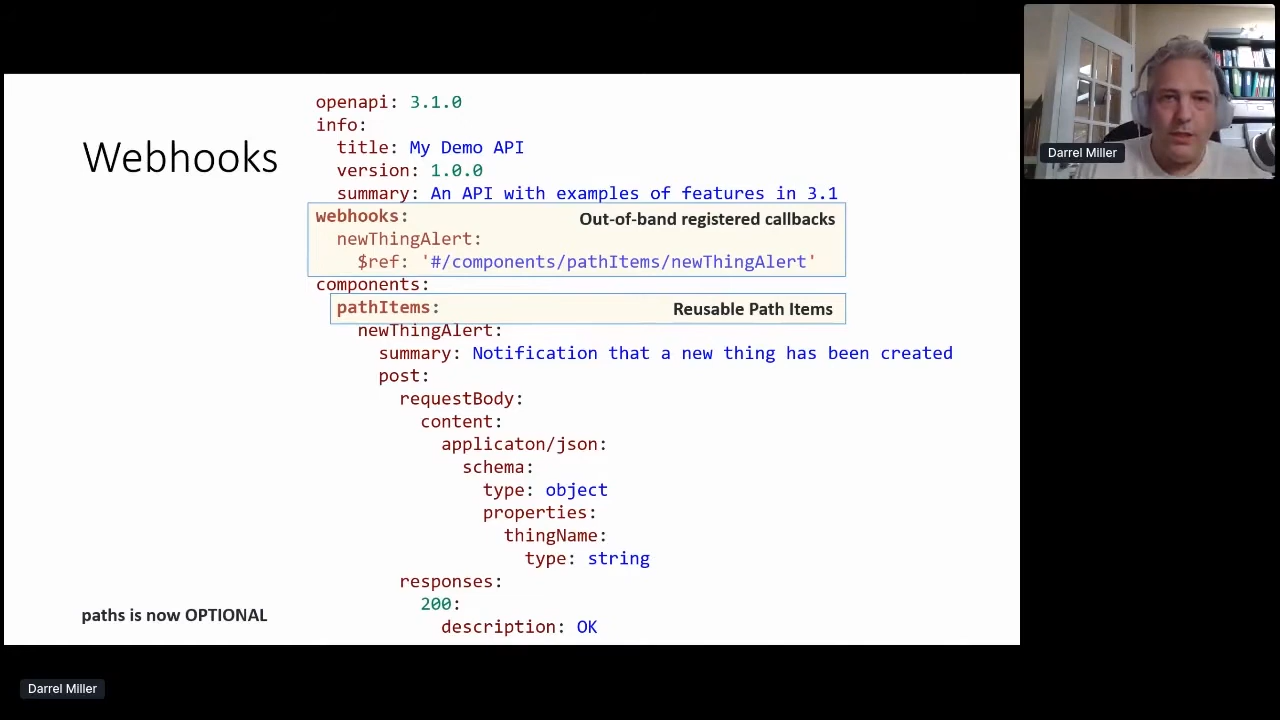 Webhooks
openapi: 3.1.0
info:
title: My Demo API
version: 1.0.0
summary: An API with examples of features in 3.1
webhooks: Out-of-band registered callbacks
newThingAlert:
$ref: '#/components/pathItems/newThingAlert'
components:
pathItems: Reusable Path Items
newThingAlert:
summary: Notification that a new thing has been created
post:
requestBody:
content:
applicaton/json:
schema:
type: object
properties:
thingName:
type: string
responses:
200:
description: OK
paths is now OPTIONAL
Darrel Miller
Darrel Miller